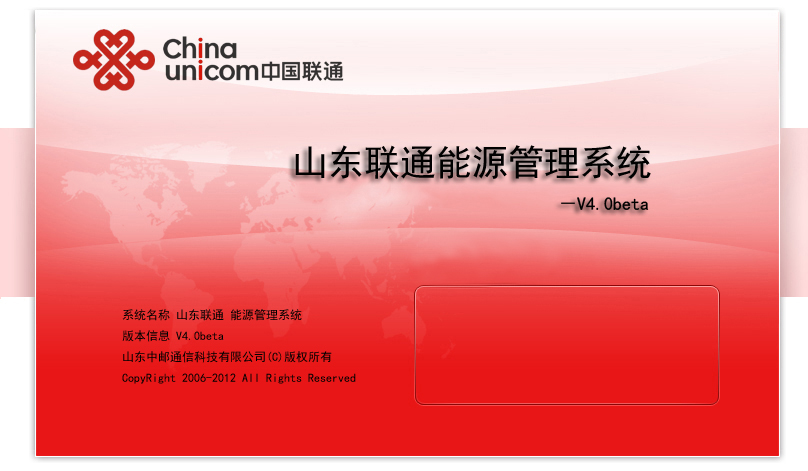 China
unicom中国联通
山东联通能源管理系统
—V4.0beta
系统名称 山东联通 能源管理系统
版本信息 V4.0beta
山东中邮通信科技有限公司(C)版权所有
CopyRight 2006-2012 All Rights Reserved